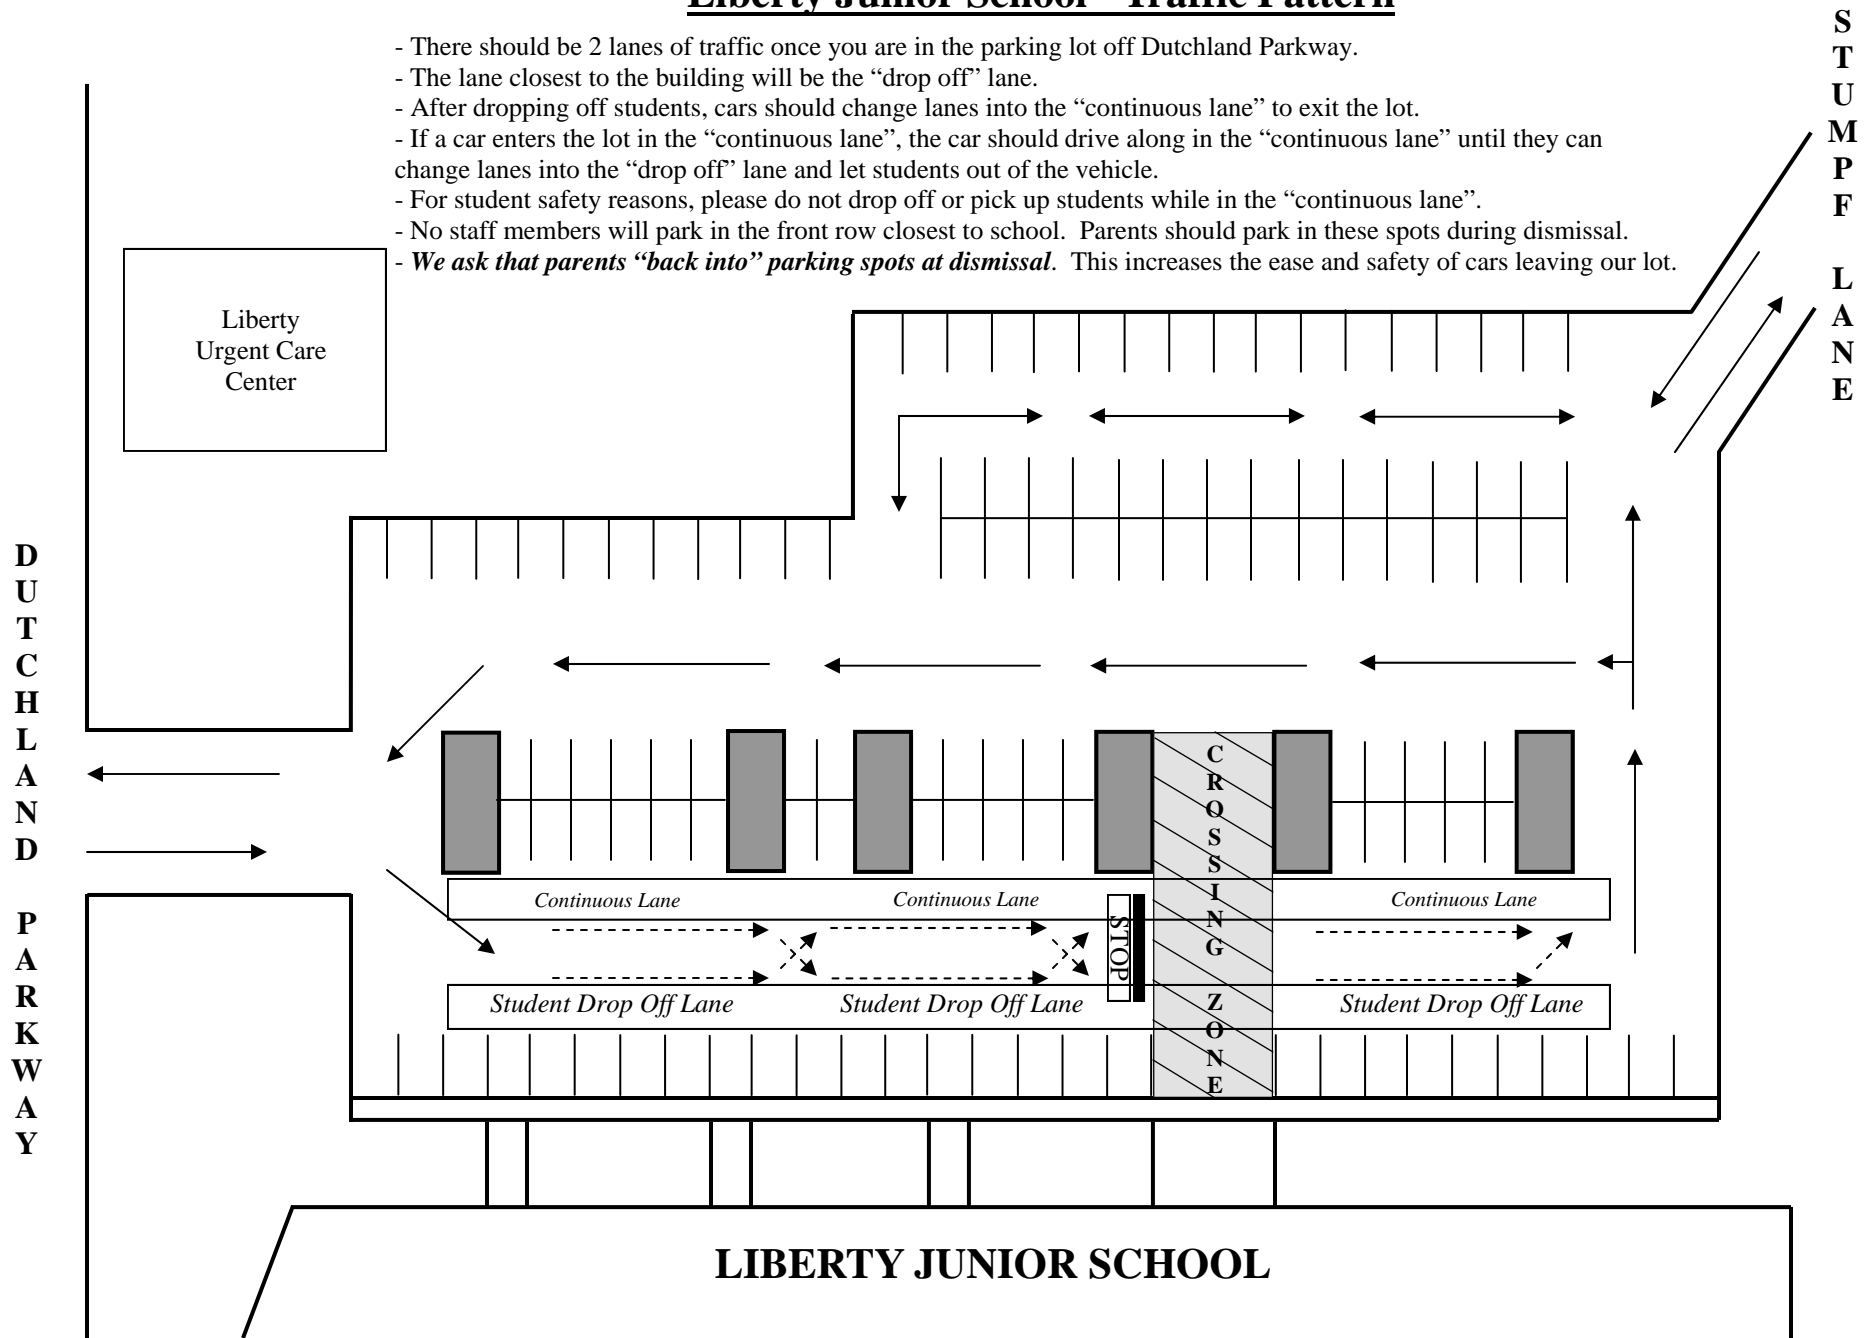 Liberty Junior School Traffic Pattern
- There should be 2 lanes of traffic once you are in the parking lot off Dutchland Parkway.
- The lane closest to the building will be the “drop off” lane.
- After dropping off students, cars should change lanes into the “continuous lane” to exit the lot.
- If a car enters the lot in the “continuous lane”, the car should drive along in the “continuous lane” until they can
change lanes into the “drop off” lane and let students out of the vehicle.
- For student safety reasons, please do not drop off or pick up students while in the “continuous lane”.
- No staff members will park in the front row closest to school.  Parents should park in these spots during dismissal.
- We ask that parents “back into” parking spots at dismissal.  This increases the ease and safety of cars leaving our lot.
STUMPF LANE
Liberty
Urgent Care
Center
DUTCHLAND PARKWAY
CROSSING ZONE
Continuous Lane
Continuous Lane
Continuous Lane
STOP
Student Drop Off Lane
Student Drop Off Lane
Student Drop Off Lane
LIBERTY JUNIOR SCHOOL